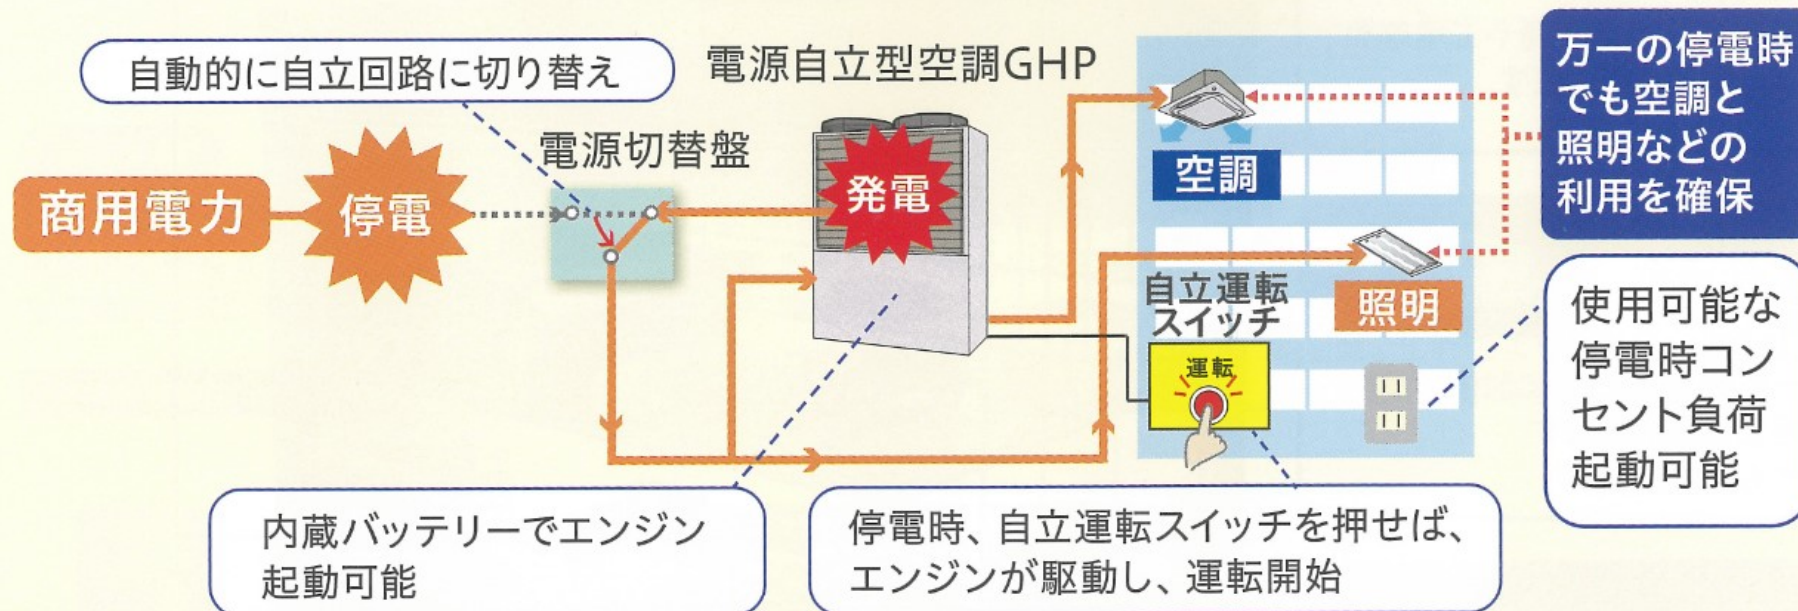 自動的に自立回路に切り替え
電源自立型空調GHP
電源切替盤
商用電力
停電
発電
空調
照明
自立運転
スイッチ
運転
万一の停電時
でも空調と
照明などの
利用を確保
使用可能な
停電時コン
セント負荷
起動可能
内蔵バッテリーでエンジン
起動可能
停電時、自立運転スイッチを押せば、
エンジンが駆動し、運転開始